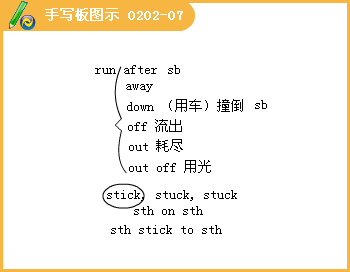 手写板图示 0202-07
run after sb
away
down （用车）撞倒 sb
off 流出
out 耗尽
out off 用光
stick, stuck, stuck
sth on sth
sth stick to sth